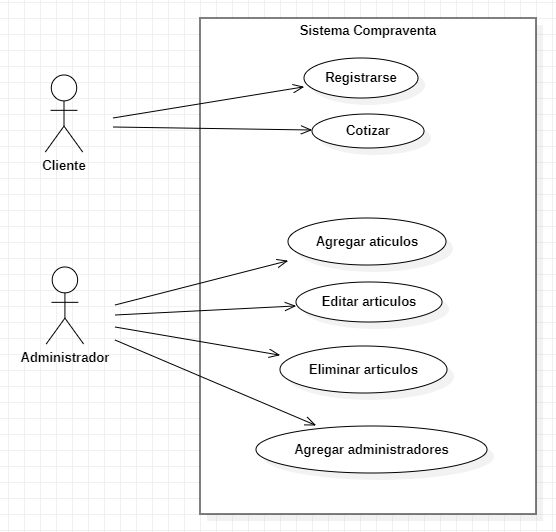 Sistema Compraventa
Registrarse
Cotizar
Cliente
Agregar aticulos
Editar articulos
Administrador
Eliminar articulos
Agregar administradores